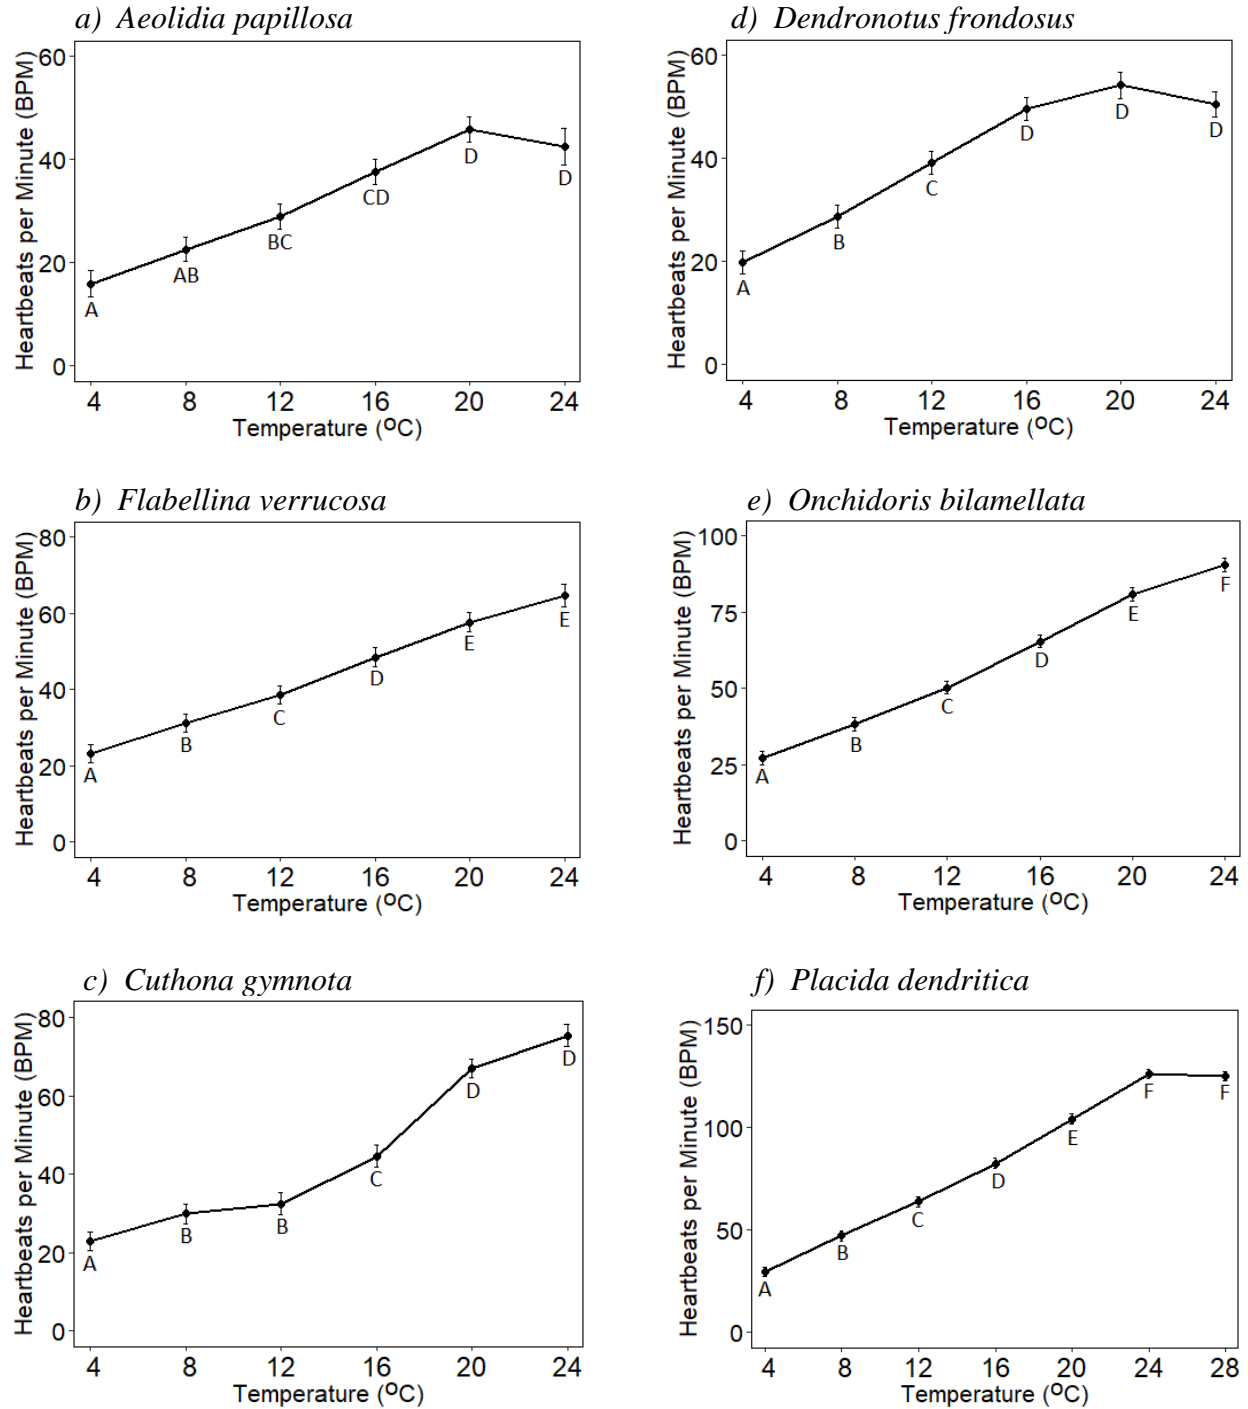 a) Aeolidia papillosa
Heartbeats per Minute (BPM)
60
40
20
0
A
AB
BC
CD
D
D
4 8 12 16 20 24
Temperature (ºC)
d) Dendronotus frondosus
Heartbeats per Minute (BPM)
60
40
20
0
A
B
C
D
D
D
4 8 12 16 20 24
Temperature (ºC)
b) Flabellina verrucosa
Heartbeats per Minute (BPM)
80
60
40
20
0
A
B
C
D
E
E
4 8 12 16 20 24
Temperature (ºC)
e) Onchidoris bilamellata
Heartbeats per Minute (BPM)
100
75
50
25
0
A
B
C
D
E
F
4 8 12 16 20 24
Temperature (ºC)
c) Cuthona gymnota
Heartbeats per Minute (BPM)
80
60
40
20
0
A
B
B
C
D
D
4 8 12 16 20 24
Temperature (ºC)
f) Placida dendritica
Heartbeats per Minute (BPM)
150
100
50
0
A
B
C
D
E
F
F
4 8 12 16 20 24 28
Temperature (ºC)